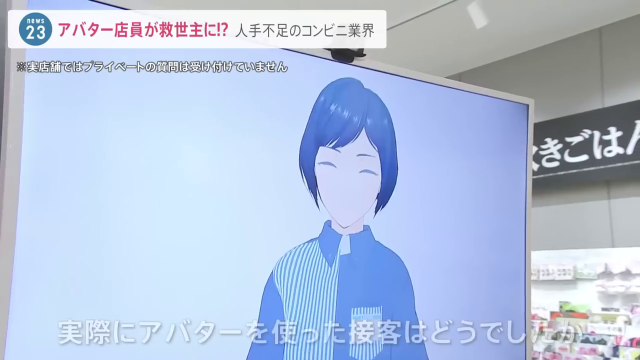 news
23
アバター店員が救世主に!? 人手不足のコンビニ業界
※実店舗ではプライベートの質問は受け付けていません
きごはん
実際にアバターを使った接客はどうでしたか